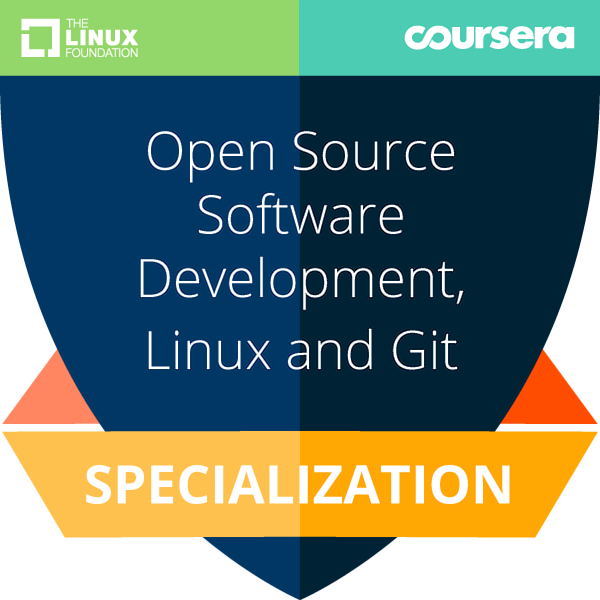 THE
LINUX
FOUNDATION
coursera
Open Source
Software
Development,
Linux and Git
SPECIALIZATION